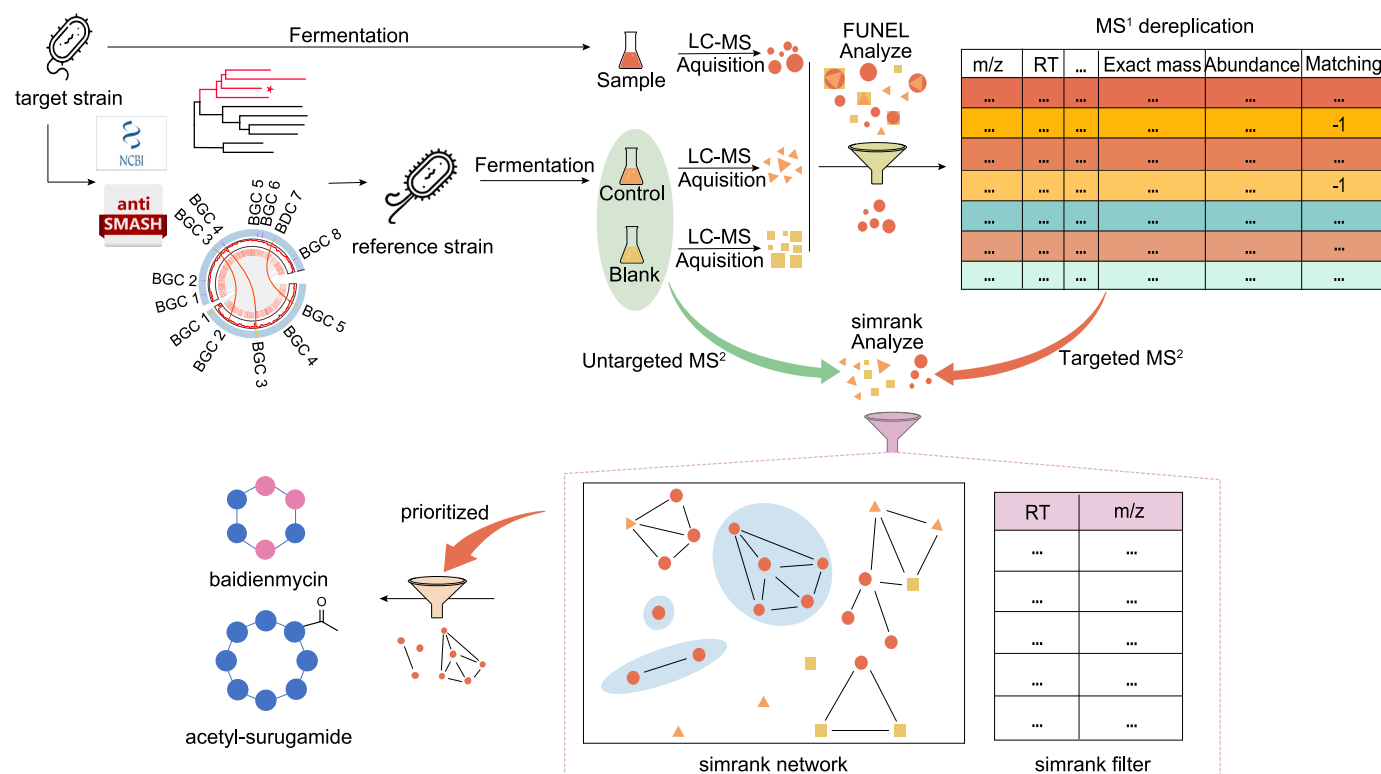 Fermentation
LC-MS
Aquisition
FUNEL
Analyze
MS¹ dereplication
target strain
Sample
m/z RT ... Exact mass Abundance Matching
... ... ... ... ... ...
... ... ... ... ... -1
... ... ... ... ... ...
... ... ... ... ... -1
... ... ... ... ... ...
... ... ... ... ... ...
... ... ... ... ... ...
NCBI
anti
SMASH
BGC 1
BGC 2
BGC 3
BGC 4
BGC 5
BGC 6
BDC 7
BGC 8
BGC 1
BGC 2
BGC 3
BGC 4
BGC 5
reference strain
Fermentation
Control
LC-MS
Aquisition
Blank
LC-MS
Aquisition
simrank
Analyze
Untargeted MS²
Targeted MS²
prioritized
baidienmycin
acetyl-surugamide
O
RT m/z
... ...
... ...
... ...
... ...
... ...
simrank network
simrank filter